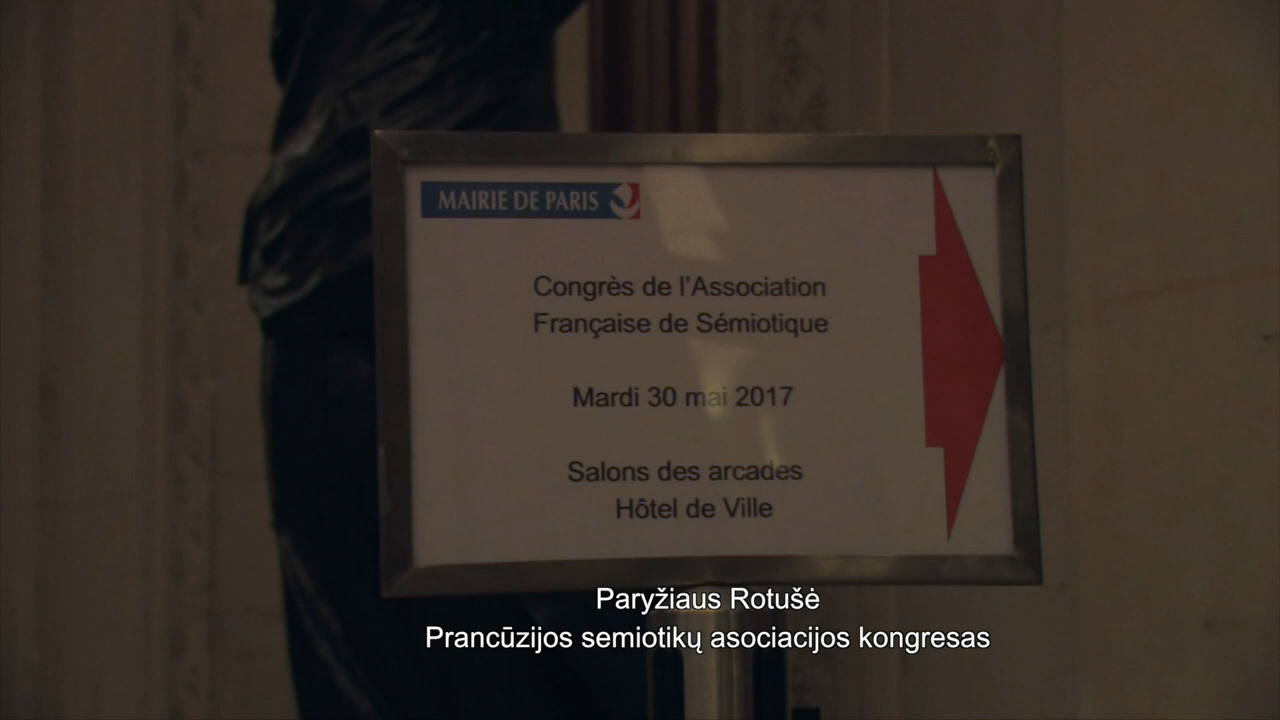 MAIRIE DE PARIS
Congrès de l'Association
Française de Sémiotique
Mardi 30 mai 2017
Salons des arcades
Hôtel de Ville
Paryžiaus Rotušė
Prancūzijos semiotikų asociacijos kongresas